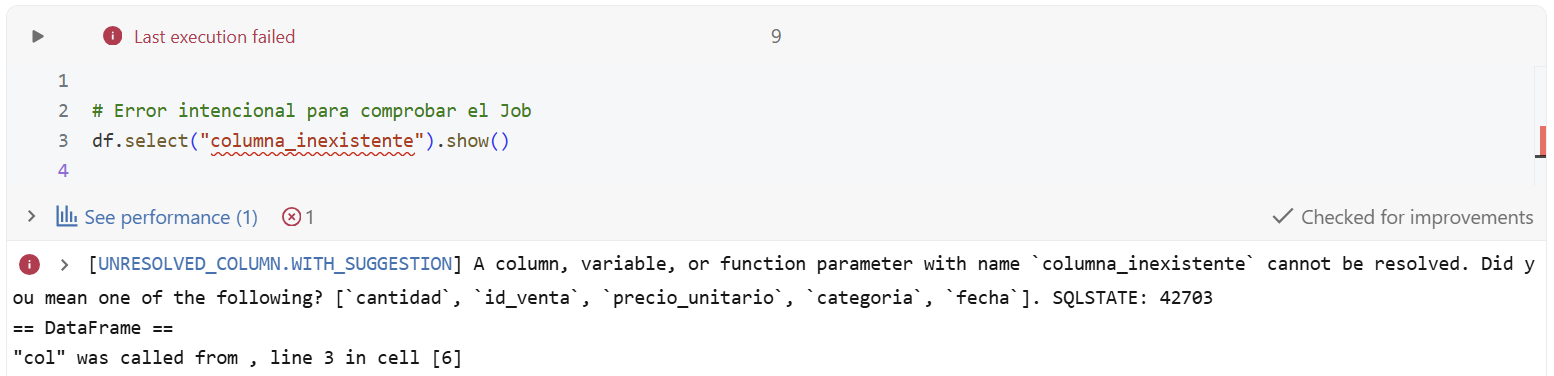 Last execution failed 9
1
2 # Error intencional para comprobar el Job
3 df.select("columna_inexistente").show()
4
See performance (1) 1 Checked for improvements
[UNRESOLVED_COLUMN.WITH_SUGGESTION] A column, variable, or function parameter with name `columna_inexistente` cannot be resolved. Did y
ou mean one of the following? [`cantidad`, `id_venta`, `precio_unitario`, `categoria`, `fecha`]. SQLSTATE: 42703
== DataFrame ==
"col" was called from , line 3 in cell [6]